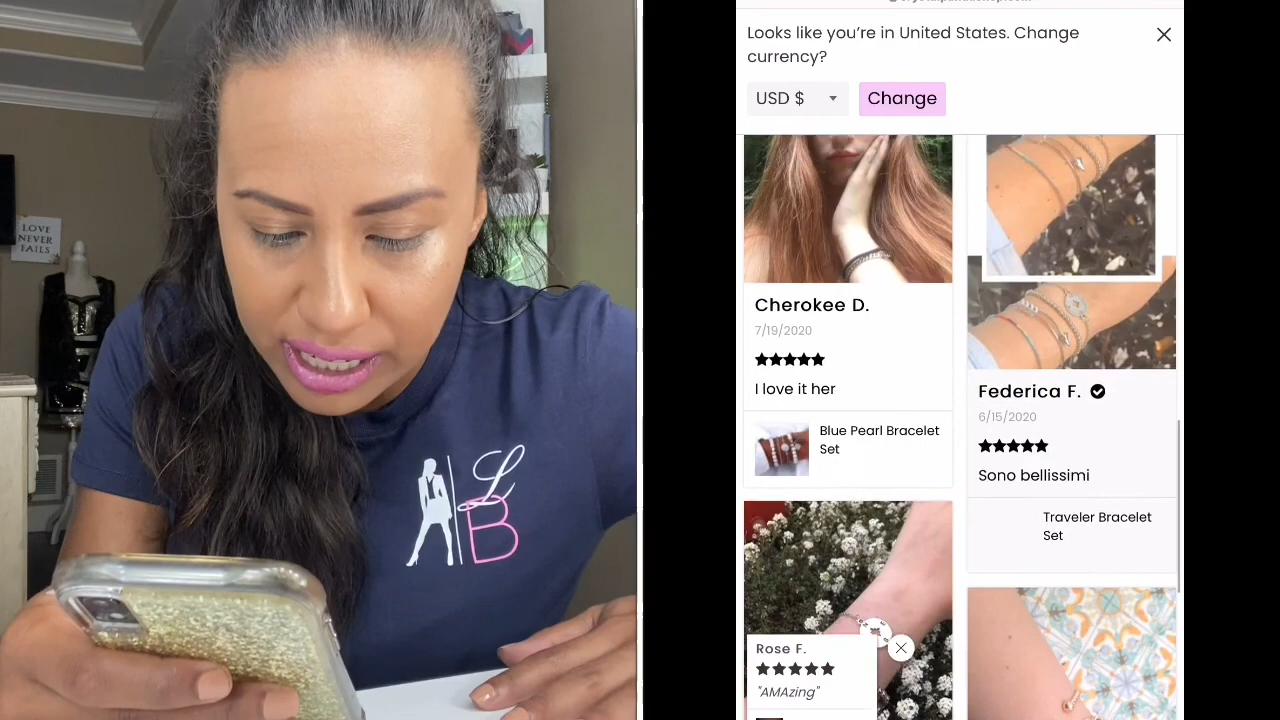 LOVE
NEVER
FAILS
L
B
Looks like you're in United States. Change
currency?
USD $
Change
Cherokee D.
7/19/2020
★★★★★
I love it her
Blue Pearl Bracelet
Set
Federica F.
6/15/2020
★★★★★
Sono bellissimi
Traveler Bracelet
Set
Rose F.
★★★★★
"AMAzing"